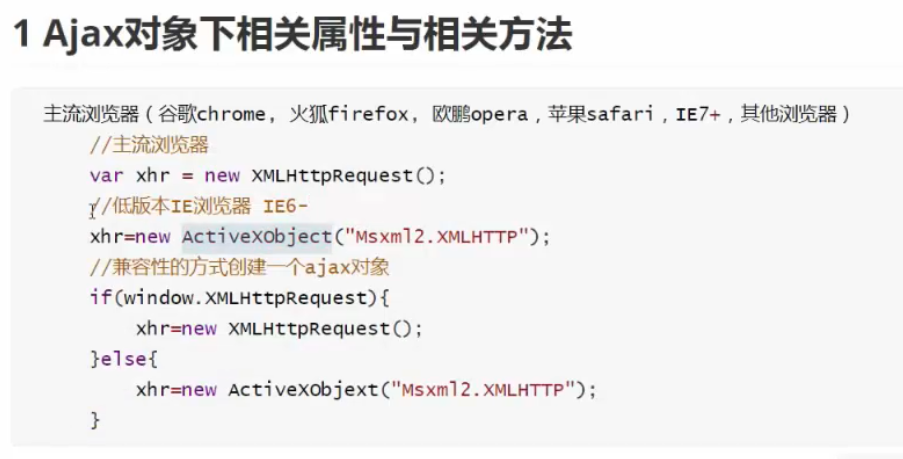 1 Ajax对象下相关属性与相关方法
主流浏览器（谷歌chrome, 火狐firefox, 欧鹏opera，苹果safari，IE7+，其他浏览器）
//主流浏览器
var xhr = new XMLHttpRequest();
//低版本IE浏览器 IE6-
xhr=new ActiveXObject("Msxml2.XMLHTTP");
//兼容性的方式创建一个ajax对象
if(window.XMLHttpRequest){
xhr=new XMLHttpRequest();
}else{
xhr=new ActiveXObjext("Msxml2.XMLHTTP");
}